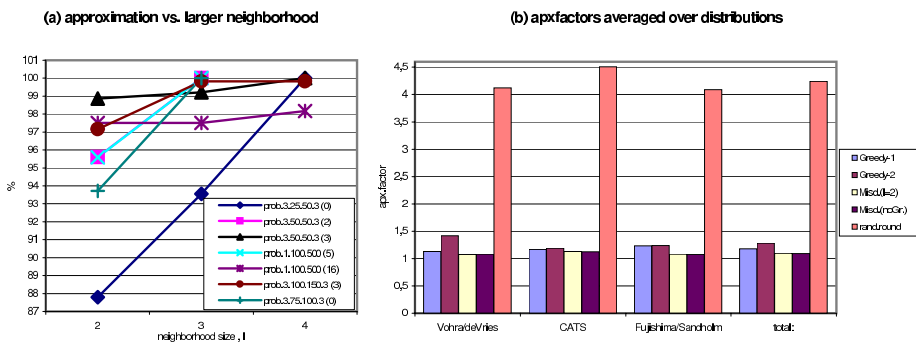 (a) approximation vs. larger neighborhood
101
100
99
98
97
96
95
94
93
92
91
90
89
88
87
%
2
3
4
neighborhood size, l
prob.3.25.50.3 (0)
prob.3.50.50.3 (2)
prob.3.50.50.3 (3)
prob.1.100.500 (5)
prob.1.100.500 (16)
prob.3.100.150.3 (3)
prob.3.75.100.3 (0)
(b) apxfactors averaged over distributions
4,5
4
3,5
3
2,5
2
1,5
1
0,5
0
apx.factor
Vohra/deVries
CATS
Fujishima/Sandholm
total:
Greedy-1
Greedy-2
Misd.(l=2)
Misd.(noGr.)
rand.round